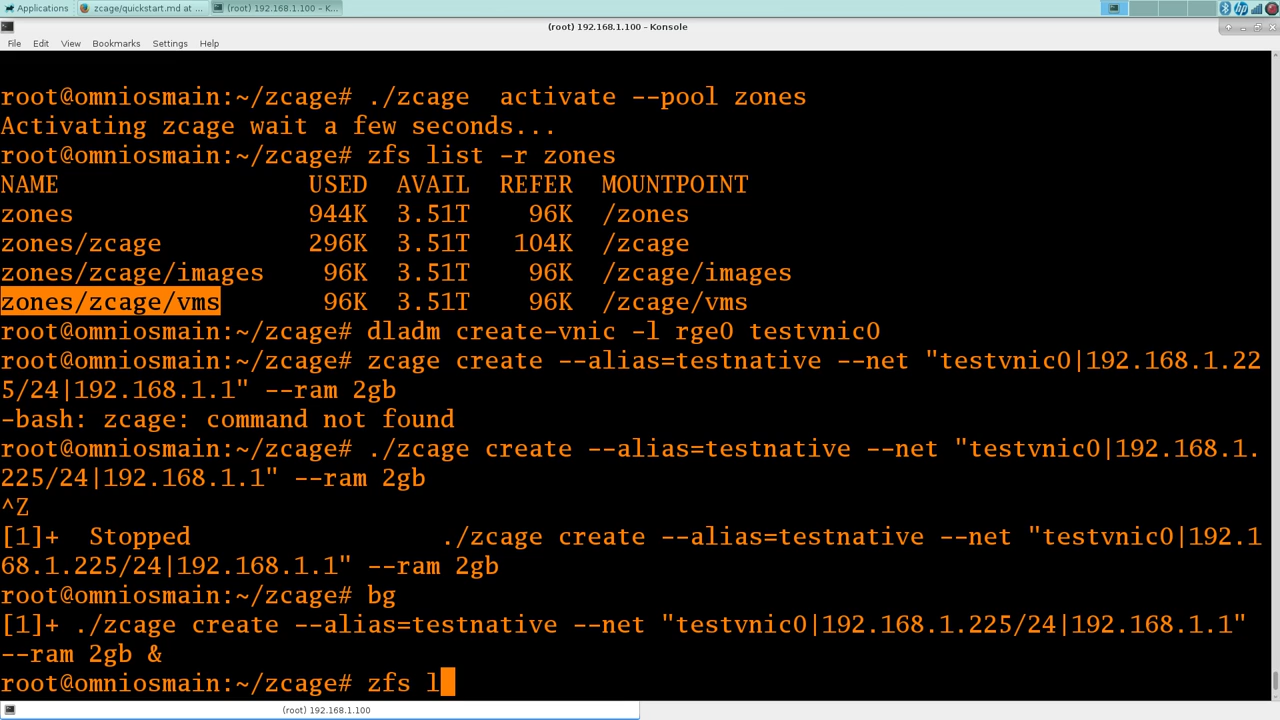 Applications
zcage/quickstart.md at ...
(root) 192.168.1.100 – K...
(root) 192.168.1.100 – Konsole
File Edit View Bookmarks Settings Help
root@omniosmain:~/zcage# ./zcage  activate --pool zones
Activating zcage wait a few seconds...
root@omniosmain:~/zcage# zfs list -r zones
NAME                 USED  AVAIL  REFER  MOUNTPOINT
zones                944K  3.51T    96K  /zones
zones/zcage          296K  3.51T   104K  /zcage
zones/zcage/images    96K  3.51T    96K  /zcage/images
zones/zcage/vms       96K  3.51T    96K  /zcage/vms
root@omniosmain:~/zcage# dladm create-vnic -l rge0 testvnic0
root@omniosmain:~/zcage# zcage create --alias=testnative --net "testvnic0|192.168.1.22
5/24|192.168.1.1" --ram 2gb
-bash: zcage: command not found
root@omniosmain:~/zcage# ./zcage create --alias=testnative --net "testvnic0|192.168.1.
225/24|192.168.1.1" --ram 2gb
^Z
[1]+  Stopped                 ./zcage create --alias=testnative --net "testvnic0|192.1
68.1.225/24|192.168.1.1" --ram 2gb
root@omniosmain:~/zcage# bg
[1]+ ./zcage create --alias=testnative --net "testvnic0|192.168.1.225/24|192.168.1.1"
--ram 2gb &
root@omniosmain:~/zcage# zfs l
(root) 192.168.1.100